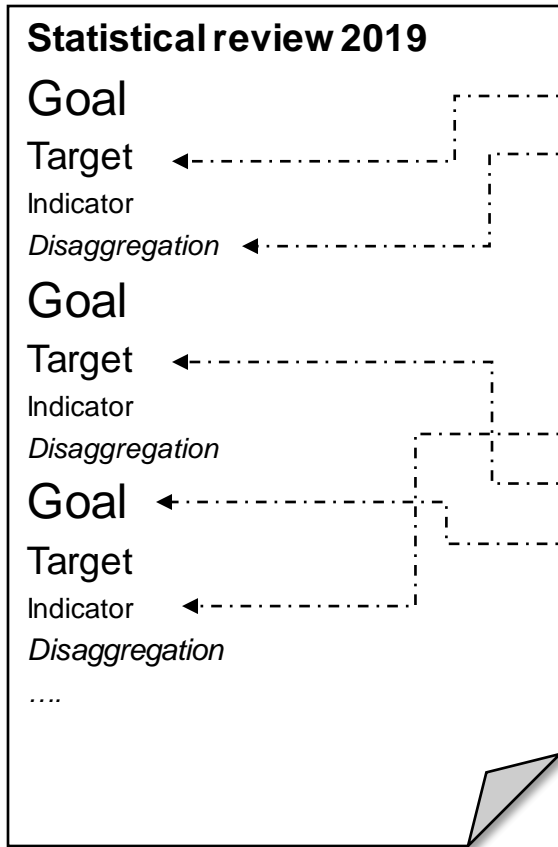 Statistical review 2019
Goal
Target
Indicator
Disaggregation
Goal
Target
Indicator
Disaggregation
Goal
Target
Indicator
Disaggregation
....